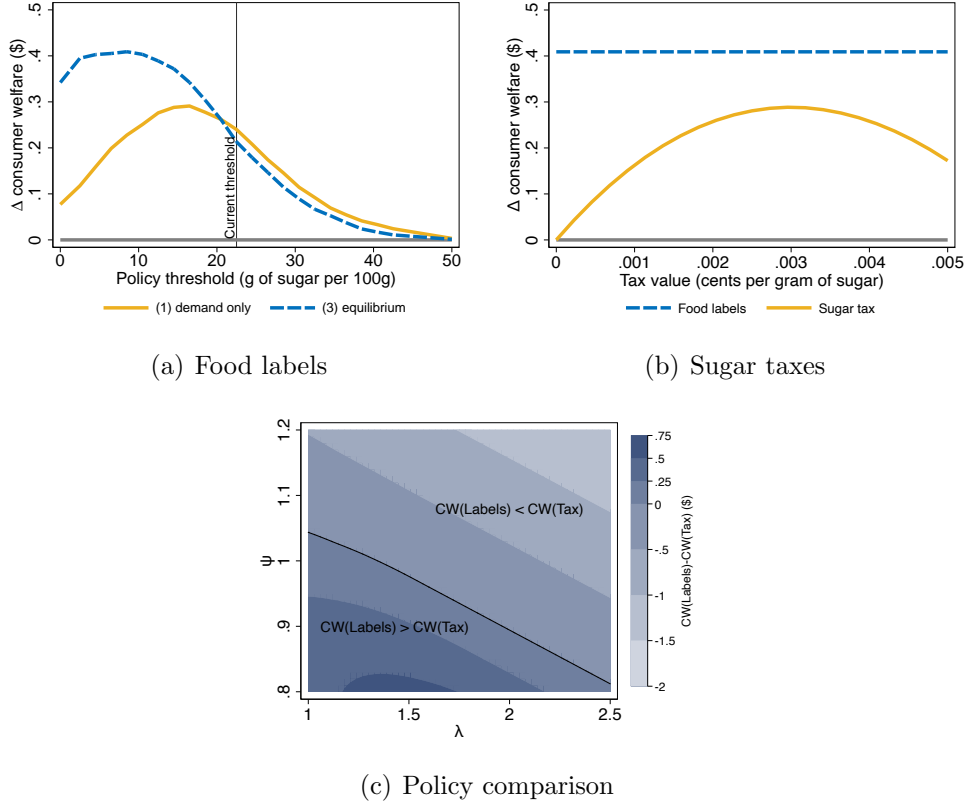 Δ consumer welfare ($)
.5
.4
.3
.2
.1
0
Current threshold
0 10 20 30 40 50
Policy threshold (g of sugar per 100g)
(1) demand only (3) equilibrium
(a) Food labels
Δ consumer welfare ($)
.5
.4
.3
.2
.1
0
0 .001 .002 .003 .004 .005
Tax value (cents per gram of sugar)
Food labels Sugar tax
(b) Sugar taxes
ψ
1.2
1.1
1
.9
.8
CW(Labels) < CW(Tax)
CW(Labels) > CW(Tax)
1 1.5 2 2.5
λ
.75
.5
.25
0
-.5
-1
-1.5
-2
CW(Labels)-CW(Tax) ($)
(c) Policy comparison